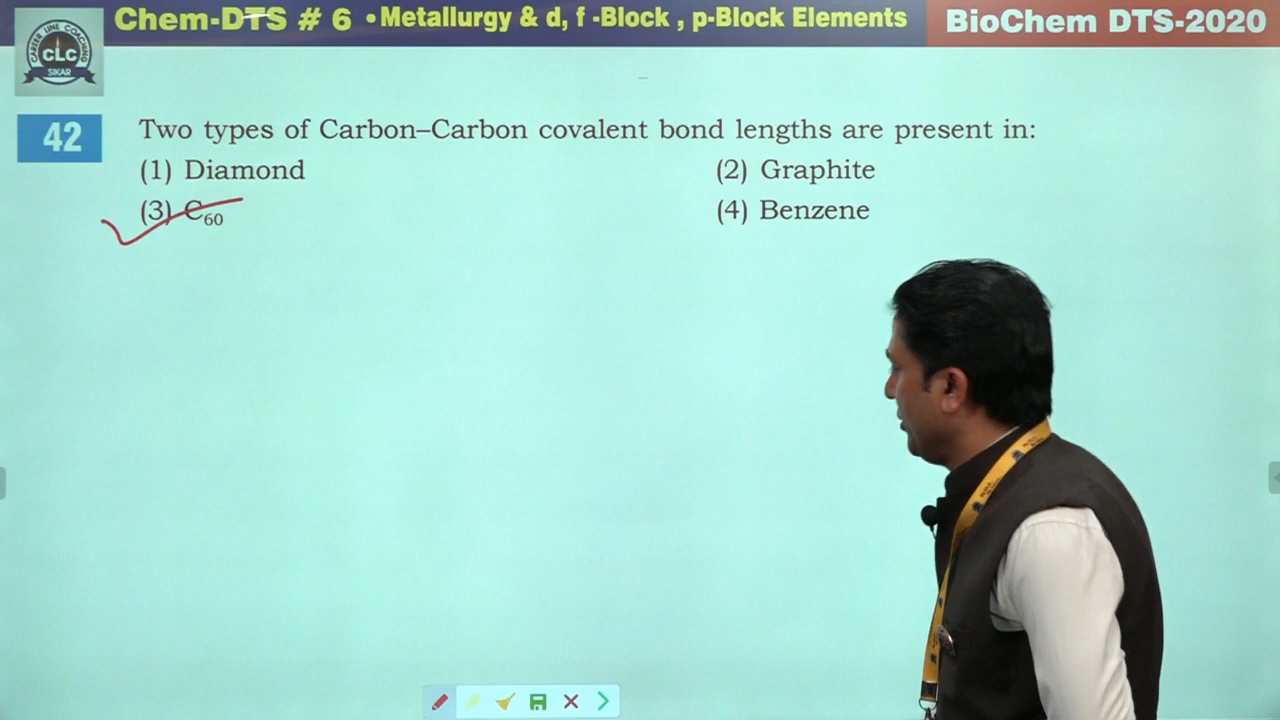 Chem-DTS # 6 • Metallurgy & d, f -Block , p-Block Elements
BioChem DTS-2020
CAREER LINE COACHING
CLC
SIKAR
42
Two types of Carbon–Carbon covalent bond lengths are present in:
(1) Diamond
(2) Graphite
(3) C₆₀
(4) Benzene